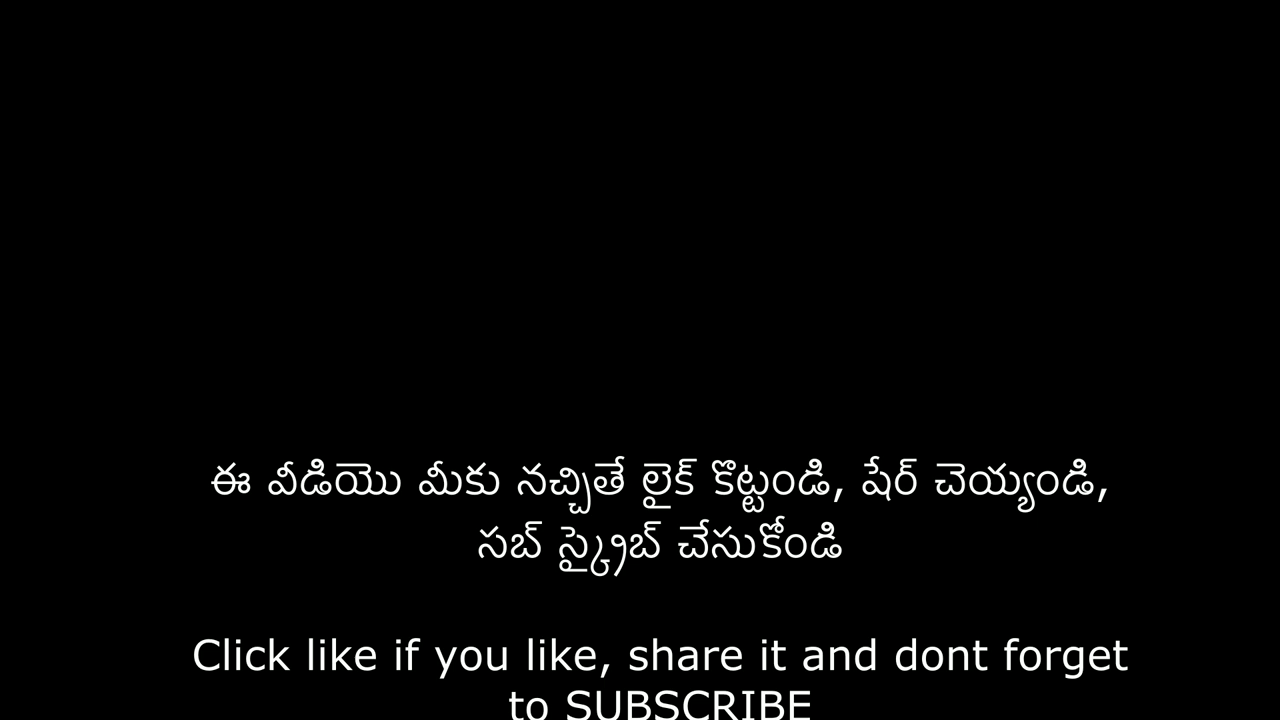 ఈ వీడియొ మీకు నచ్చితే లైక్ కొట్టండి, షేర్ చెయ్యండి,
సబ్ స్క్రైబ్ చేసుకోండి
Click like if you like, share it and dont forget
to SUBSCRIBE